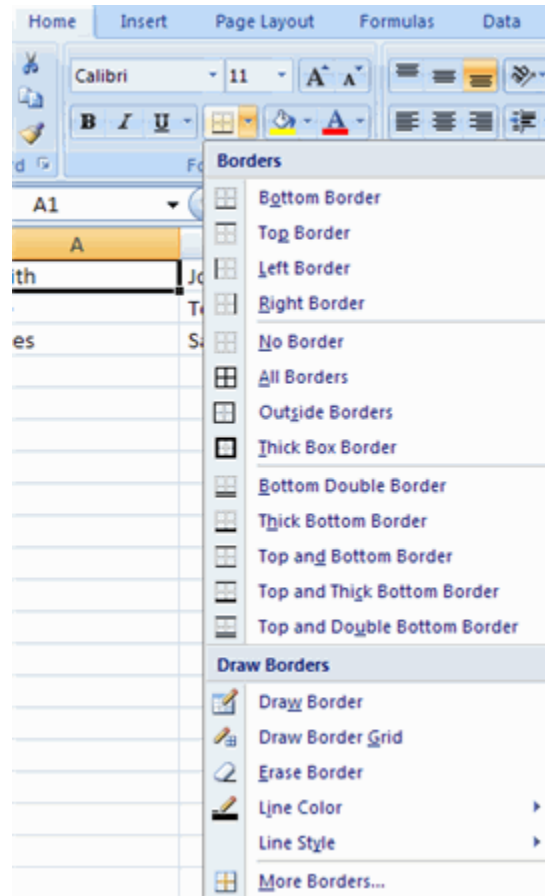 Home Insert Page Layout Formulas Data
Calibri 11 A A
B I U A
Borders
A1
Bottom Border
Top Border
A
Left Border
Right Border
No Border
All Borders
Outside Borders
Thick Box Border
Bottom Double Border
Thick Bottom Border
Top and Bottom Border
Top and Thick Bottom Border
Top and Double Bottom Border
Draw Borders
Draw Border
Draw Border Grid
Erase Border
Line Color
Line Style
More Borders...